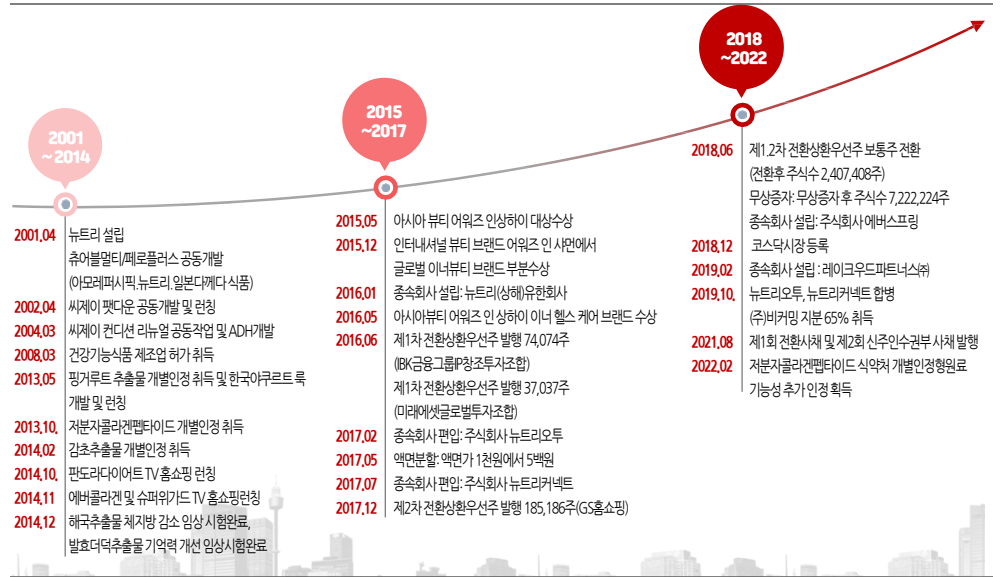 2001
~2014
2001.04 뉴트리 설립
츄어블멀티/페로플러스 공동개발
(아모레퍼시픽.뉴트리.일본다께다 식품)
2002.04 씨제이 팻다운 공동개발 및 런칭
2004.03 씨제이 컨디션 리뉴얼 공동작업 및 ADH개발
2008.03 건강기능식품 제조업 허가 취득
2013.05 핑거루트 추출물 개별인정 취득 및 한국야쿠르트 룩
개발 및 런칭
2013.10. 저분자콜라겐펩타이드 개별인정 취득
2014.02 감초추출물 개별인정 취득
2014.10. 판도라다이어트 TV 홈쇼핑 런칭
2014.11 에버콜라겐 및 슈퍼위가드 TV 홈쇼핑런칭
2014.12 해국추출물 체지방 감소 임상 시험완료,
발효더덕추출물 기억력 개선 임상시험완료
2015
~2017
2015.05 아시아 뷰티 어워즈 인상하이 대상수상
2015.12 인터내셔널 뷰티 브랜드 어워즈 인 샤먼에서
글로벌 이너뷰티 브랜드 부분수상
2016.01 종속회사 설립: 뉴트리(상해)유한회사
2016.05 아시아뷰티 어워즈 인 상하이 이너 헬스 케어 브랜드 수상
2016.06 제1차 전환상환우선주 발행 74,074주
(IBK금융그룹IP창조투자조합)
제1차 전환상환우선주 발행 37,037주
(미래에셋글로벌투자조합)
2017.02 종속회사 편입: 주식회사 뉴트리오투
2017.05 액면분할: 액면가 1천원에서 5백원
2017.07 종속회사 편입: 주식회사 뉴트리커넥트
2017.12 제2차 전환상환우선주 발행 185,186주(GS홈쇼핑)
2018
~2022
2018.06 제1.2차 전환상환우선주 보통주 전환
(전환후 주식수 2,407,408주)
무상증자: 무상증자 후 주식수 7,222,224주
종속회사 설립: 주식회사 에버스프링
2018.12 코스닥시장 등록
2019.02 종속회사 설립 : 레이크우드파트너스㈜
2019.10. 뉴트리오투, 뉴트리커넥트 합병
(주)비커밍 지분 65% 취득
2021.08 제1회 전환사채 및 제2회 신주인수권부 사채 발행
2022.02 저분자콜라겐펩타이드 식약처 개별인정형원료
기능성 추가 인정 획득